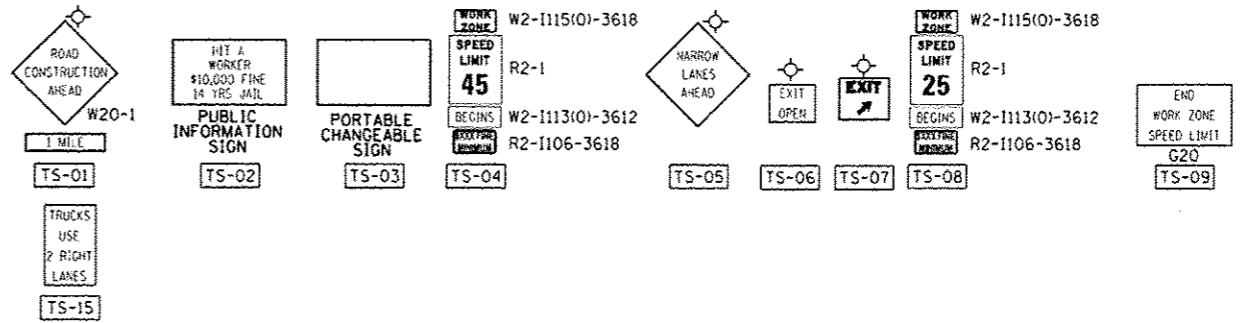 ROAD
CONSTRUCTION
AHEAD
W20-1
1 MILE
TS-01
HIT A
WORKER
$10,000 FINE
14 YRS JAIL
PUBLIC
INFORMATION
SIGN
TS-02
PORTABLE
CHANGEABLE
SIGN
TS-03
WORK
ZONE
W2-I115(O)-3618
SPEED
LIMIT
45
R2-1
BEGINS
W2-I113(O)-3612
MINIMUM
R2-I106-3618
TS-04
NARROW
LANES
AHEAD
TS-05
EXIT
OPEN
TS-06
EXIT
TS-07
WORK
ZONE
W2-I115(O)-3618
SPEED
LIMIT
25
R2-1
BEGINS
W2-I113(O)-3612
MINIMUM
R2-I106-3618
TS-08
END
WORK ZONE
SPEED LIMIT
G20
TS-09
TRUCKS
USE
2 RIGHT
LANES
TS-15